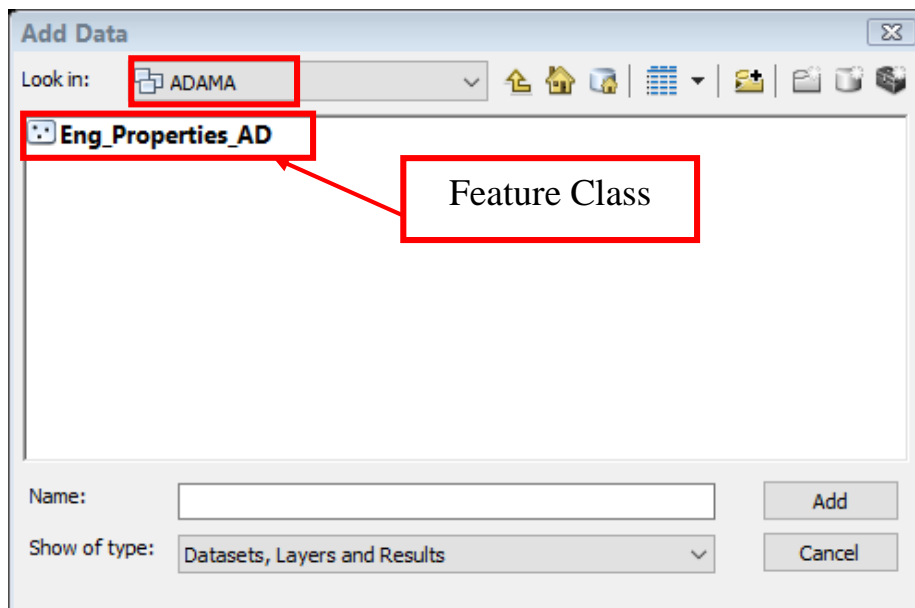 Add Data
Look in: ADAMA
Eng_Properties_AD
Feature Class
Name:
Add
Show of type: Datasets, Layers and Results
Cancel